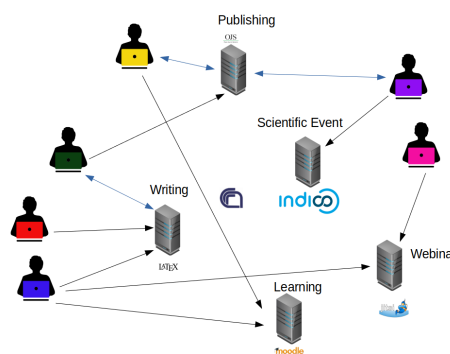 Publishing
OJS
Scientific Event
indico
Writing
LATEX
Webina
Learning
moodle